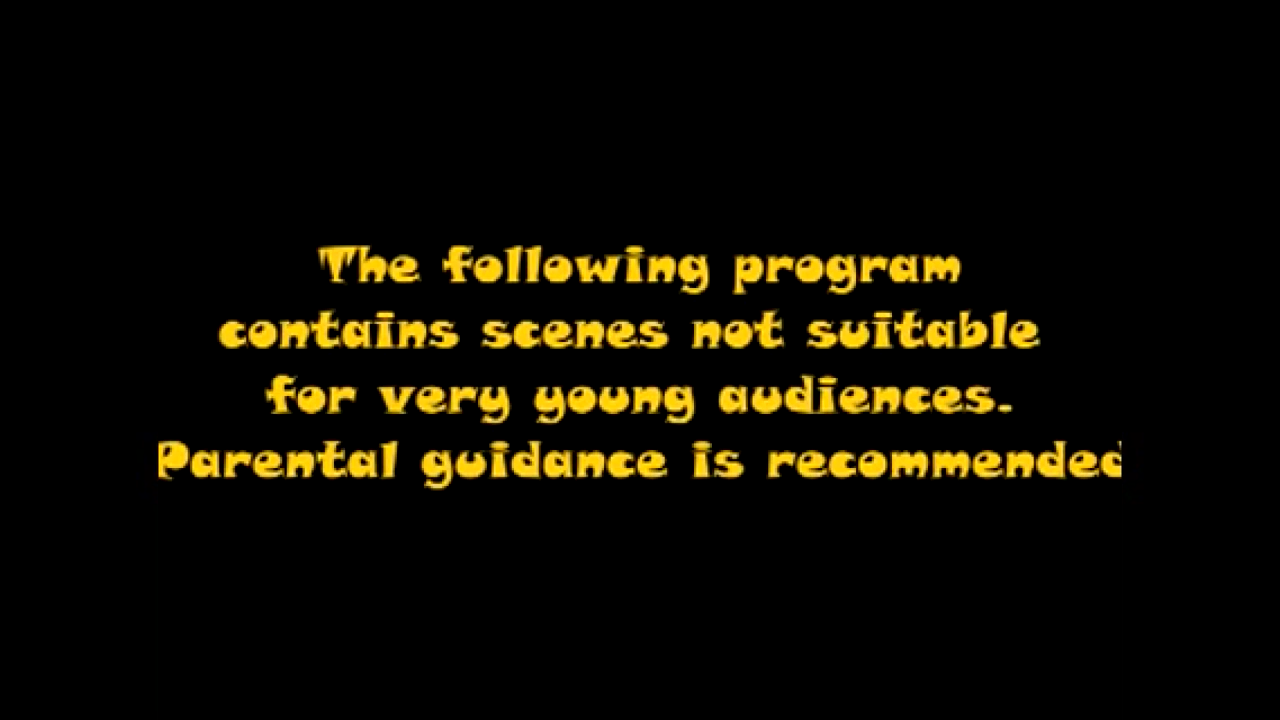 The following program
contains scenes not suitable
for very young audiences.
Parental guidance is recommended